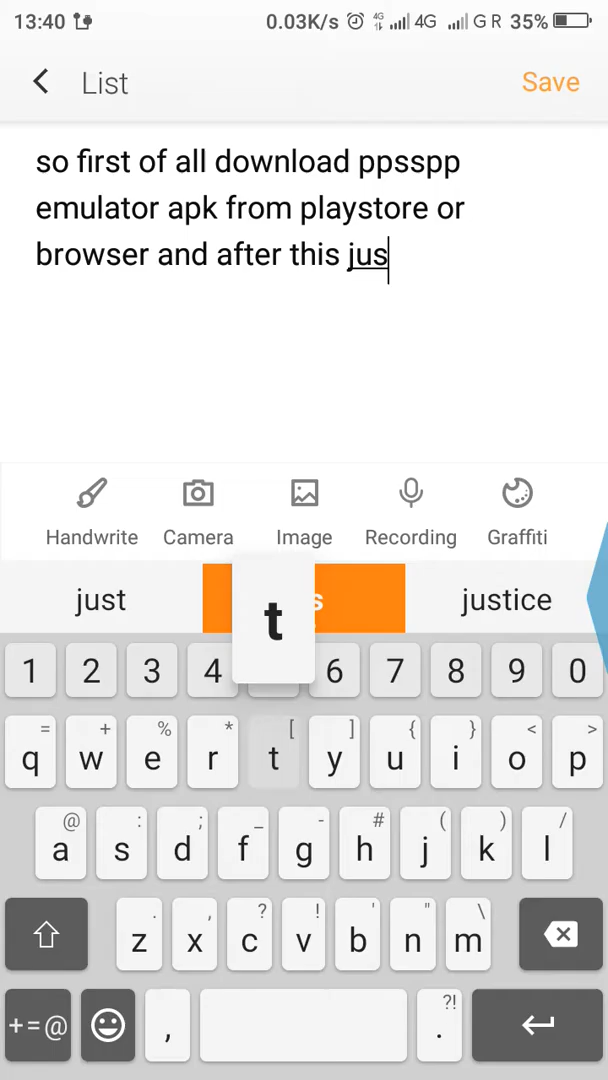 13:40 0.03K/s 4G 4G G R 35%
List Save
so first of all download ppsspp
emulator apk from playstore or
browser and after this jus
Handwrite Camera Image Recording Graffiti
just s justice
t
1 2 3 4 6 7 8 9 0
= + % * [ ] { } < >
q w e r t y u i o p
@ : ; _ - # ( ) /
a s d f g h j k l
. , ? ! ' " \
z x c v b n m
?!
+=@ , .